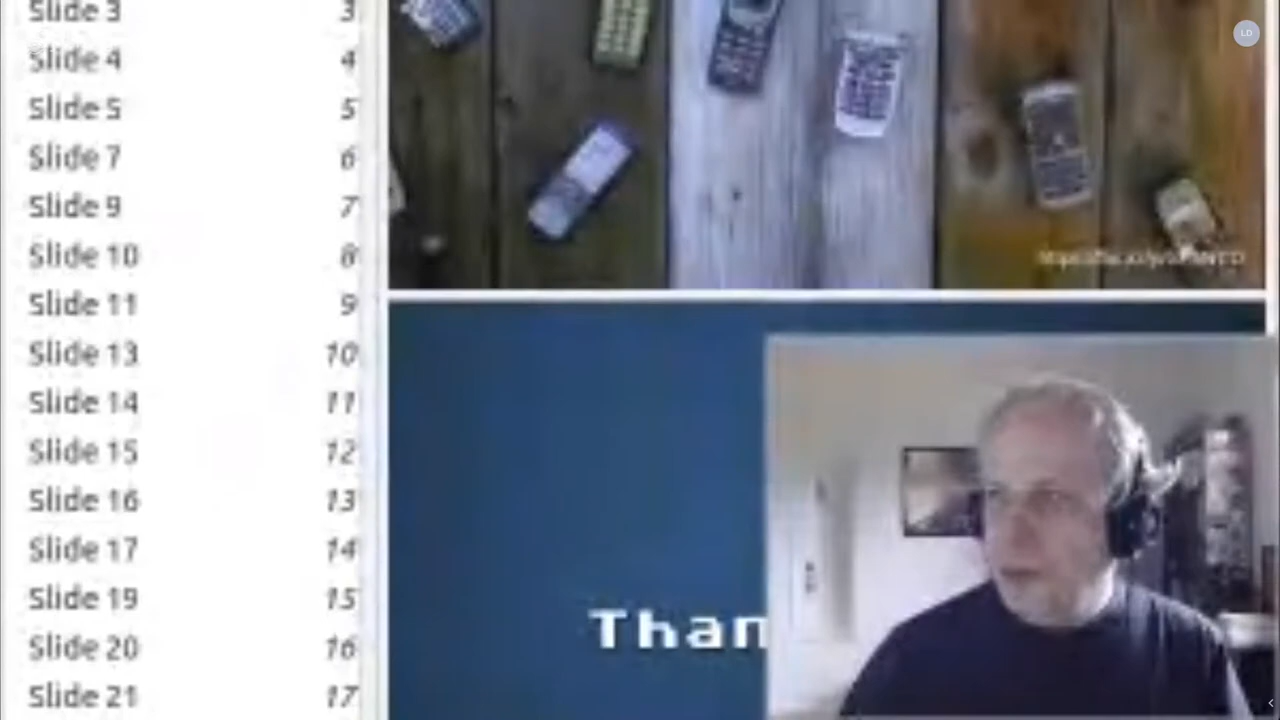 Slide 3 3
Slide 4 4
Slide 5 5
Slide 7 6
Slide 9 7
Slide 10 8
Slide 11 9
Slide 13 10
Slide 14 11
Slide 15 12
Slide 16 13
Slide 17 14
Slide 19 15
Slide 20 16
Slide 21 17
Than
LD